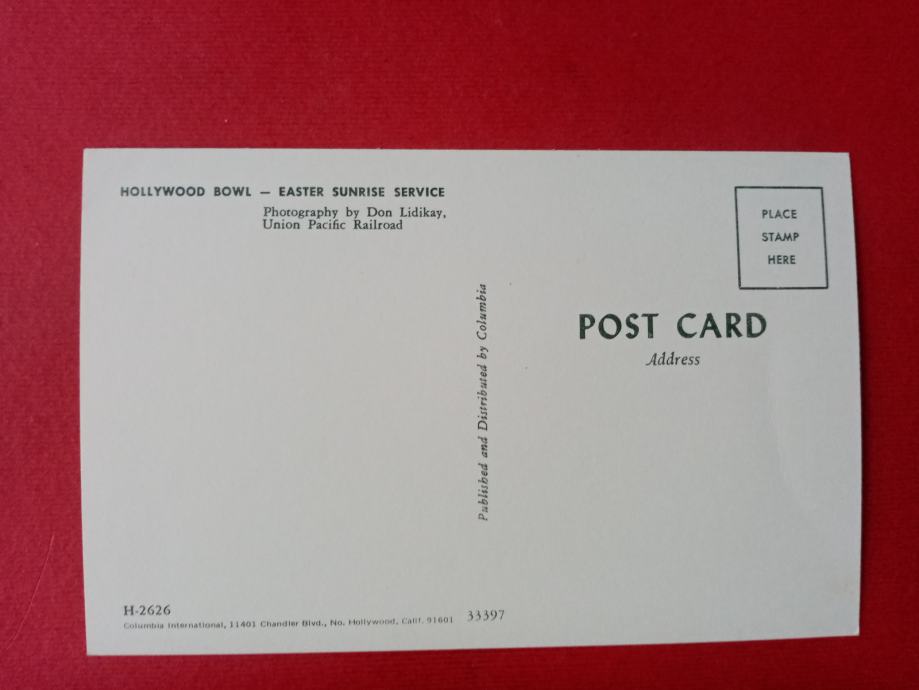 HOLLYWOOD BOWL — EASTER SUNRISE SERVICE
Photography by Don Lidikay,
Union Pacific Railroad
PLACE
STAMP
HERE
POST CARD
Address
Published and Distributed by Columbia
H-2626
Columbia International, 11401 Chandler Blvd., No. Hollywood, Calif. 91601
33397